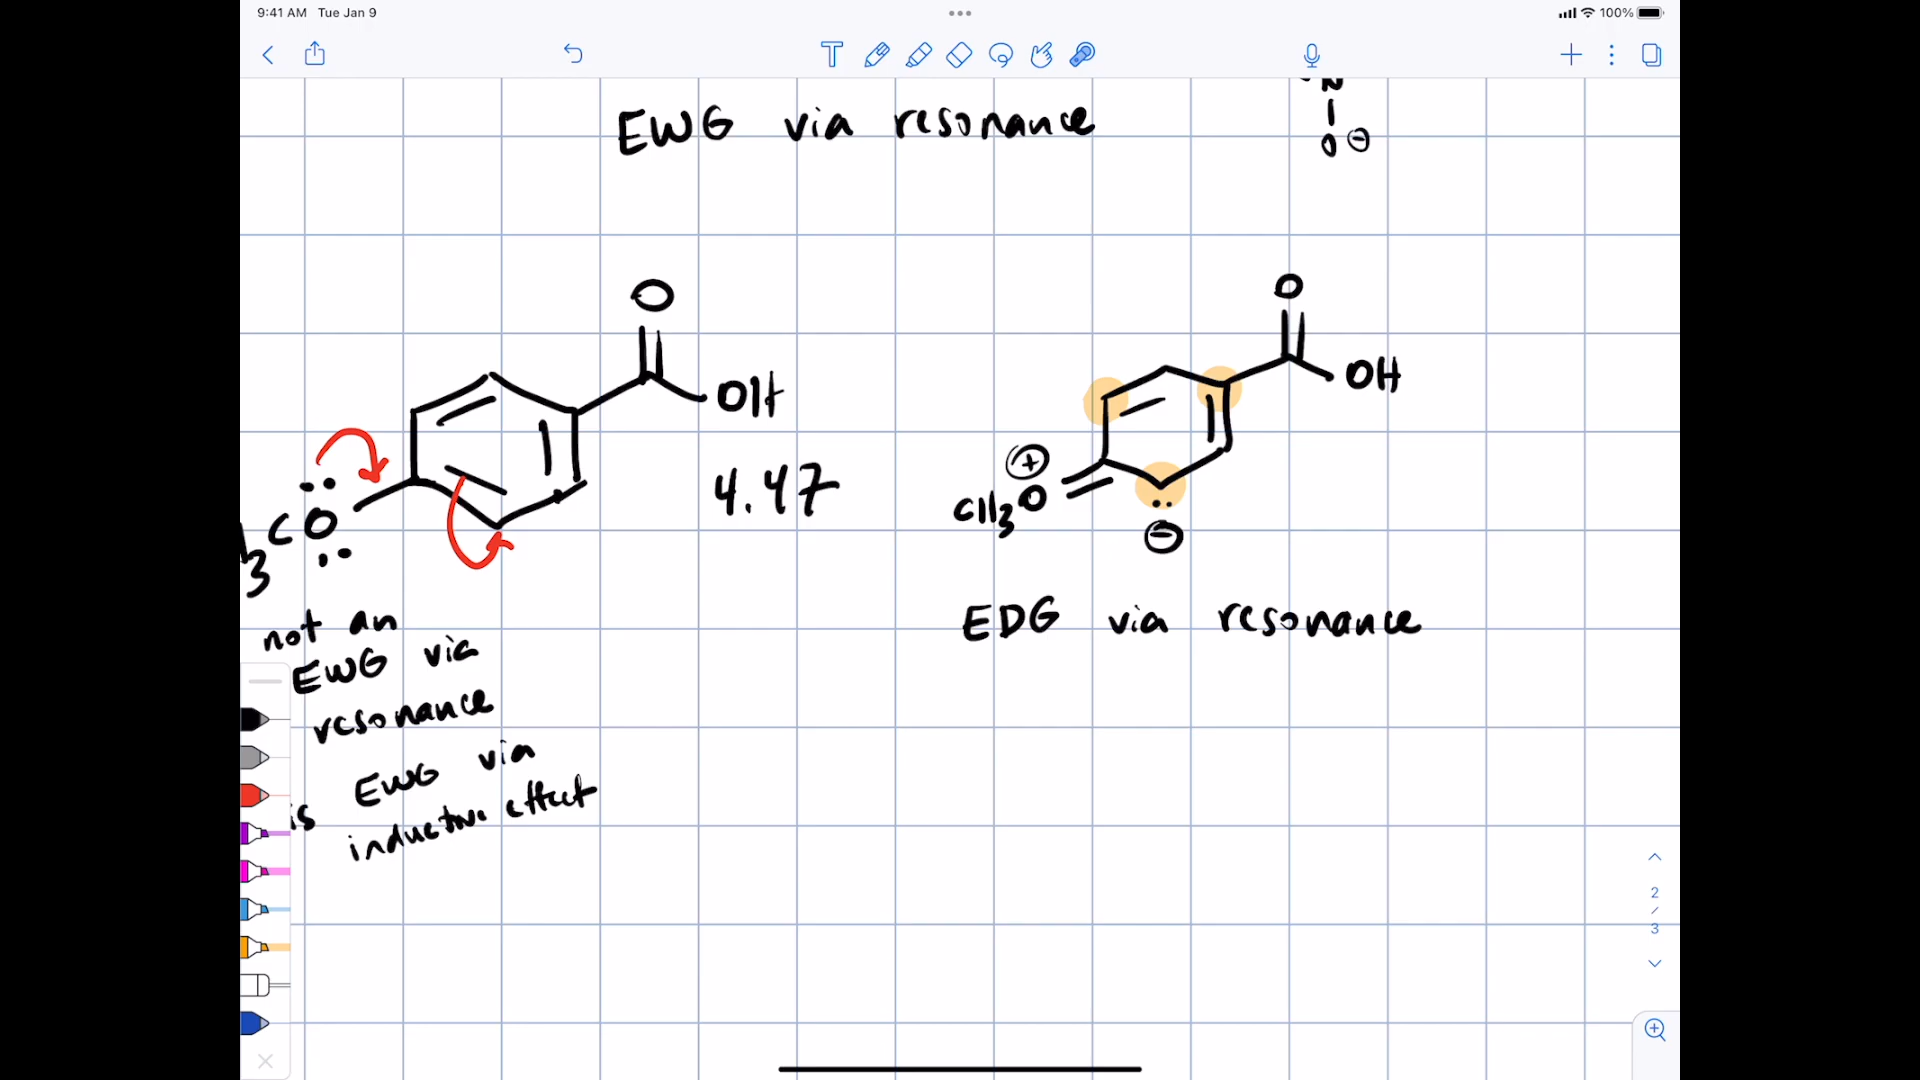 9:41 AM Tue Jan 9
100%
T
N
O ⊖
EWG via resonance
O
OH
4.47
3CO
not an
EWG via
resonance
is EWG via
inductive effect
O
OH
⊕
CH3O
⊖
EDG via resonance
2
/
3